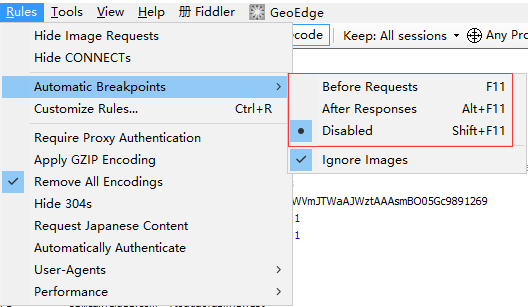 Rules Tools View Help 册 Fiddler GeoEdge
Hide Image Requests
Hide CONNECTs
Automatic Breakpoints
Customize Rules... Ctrl+R
Require Proxy Authentication
Apply GZIP Encoding
Remove All Encodings
Hide 304s
Request Japanese Content
Automatically Authenticate
User-Agents
Performance
code Keep: All sessions Any Pro
Before Requests F11
After Responses Alt+F11
Disabled Shift+F11
Ignore Images
WVmJTWaAJWztAAAsmBO05Gc9891269
1
1